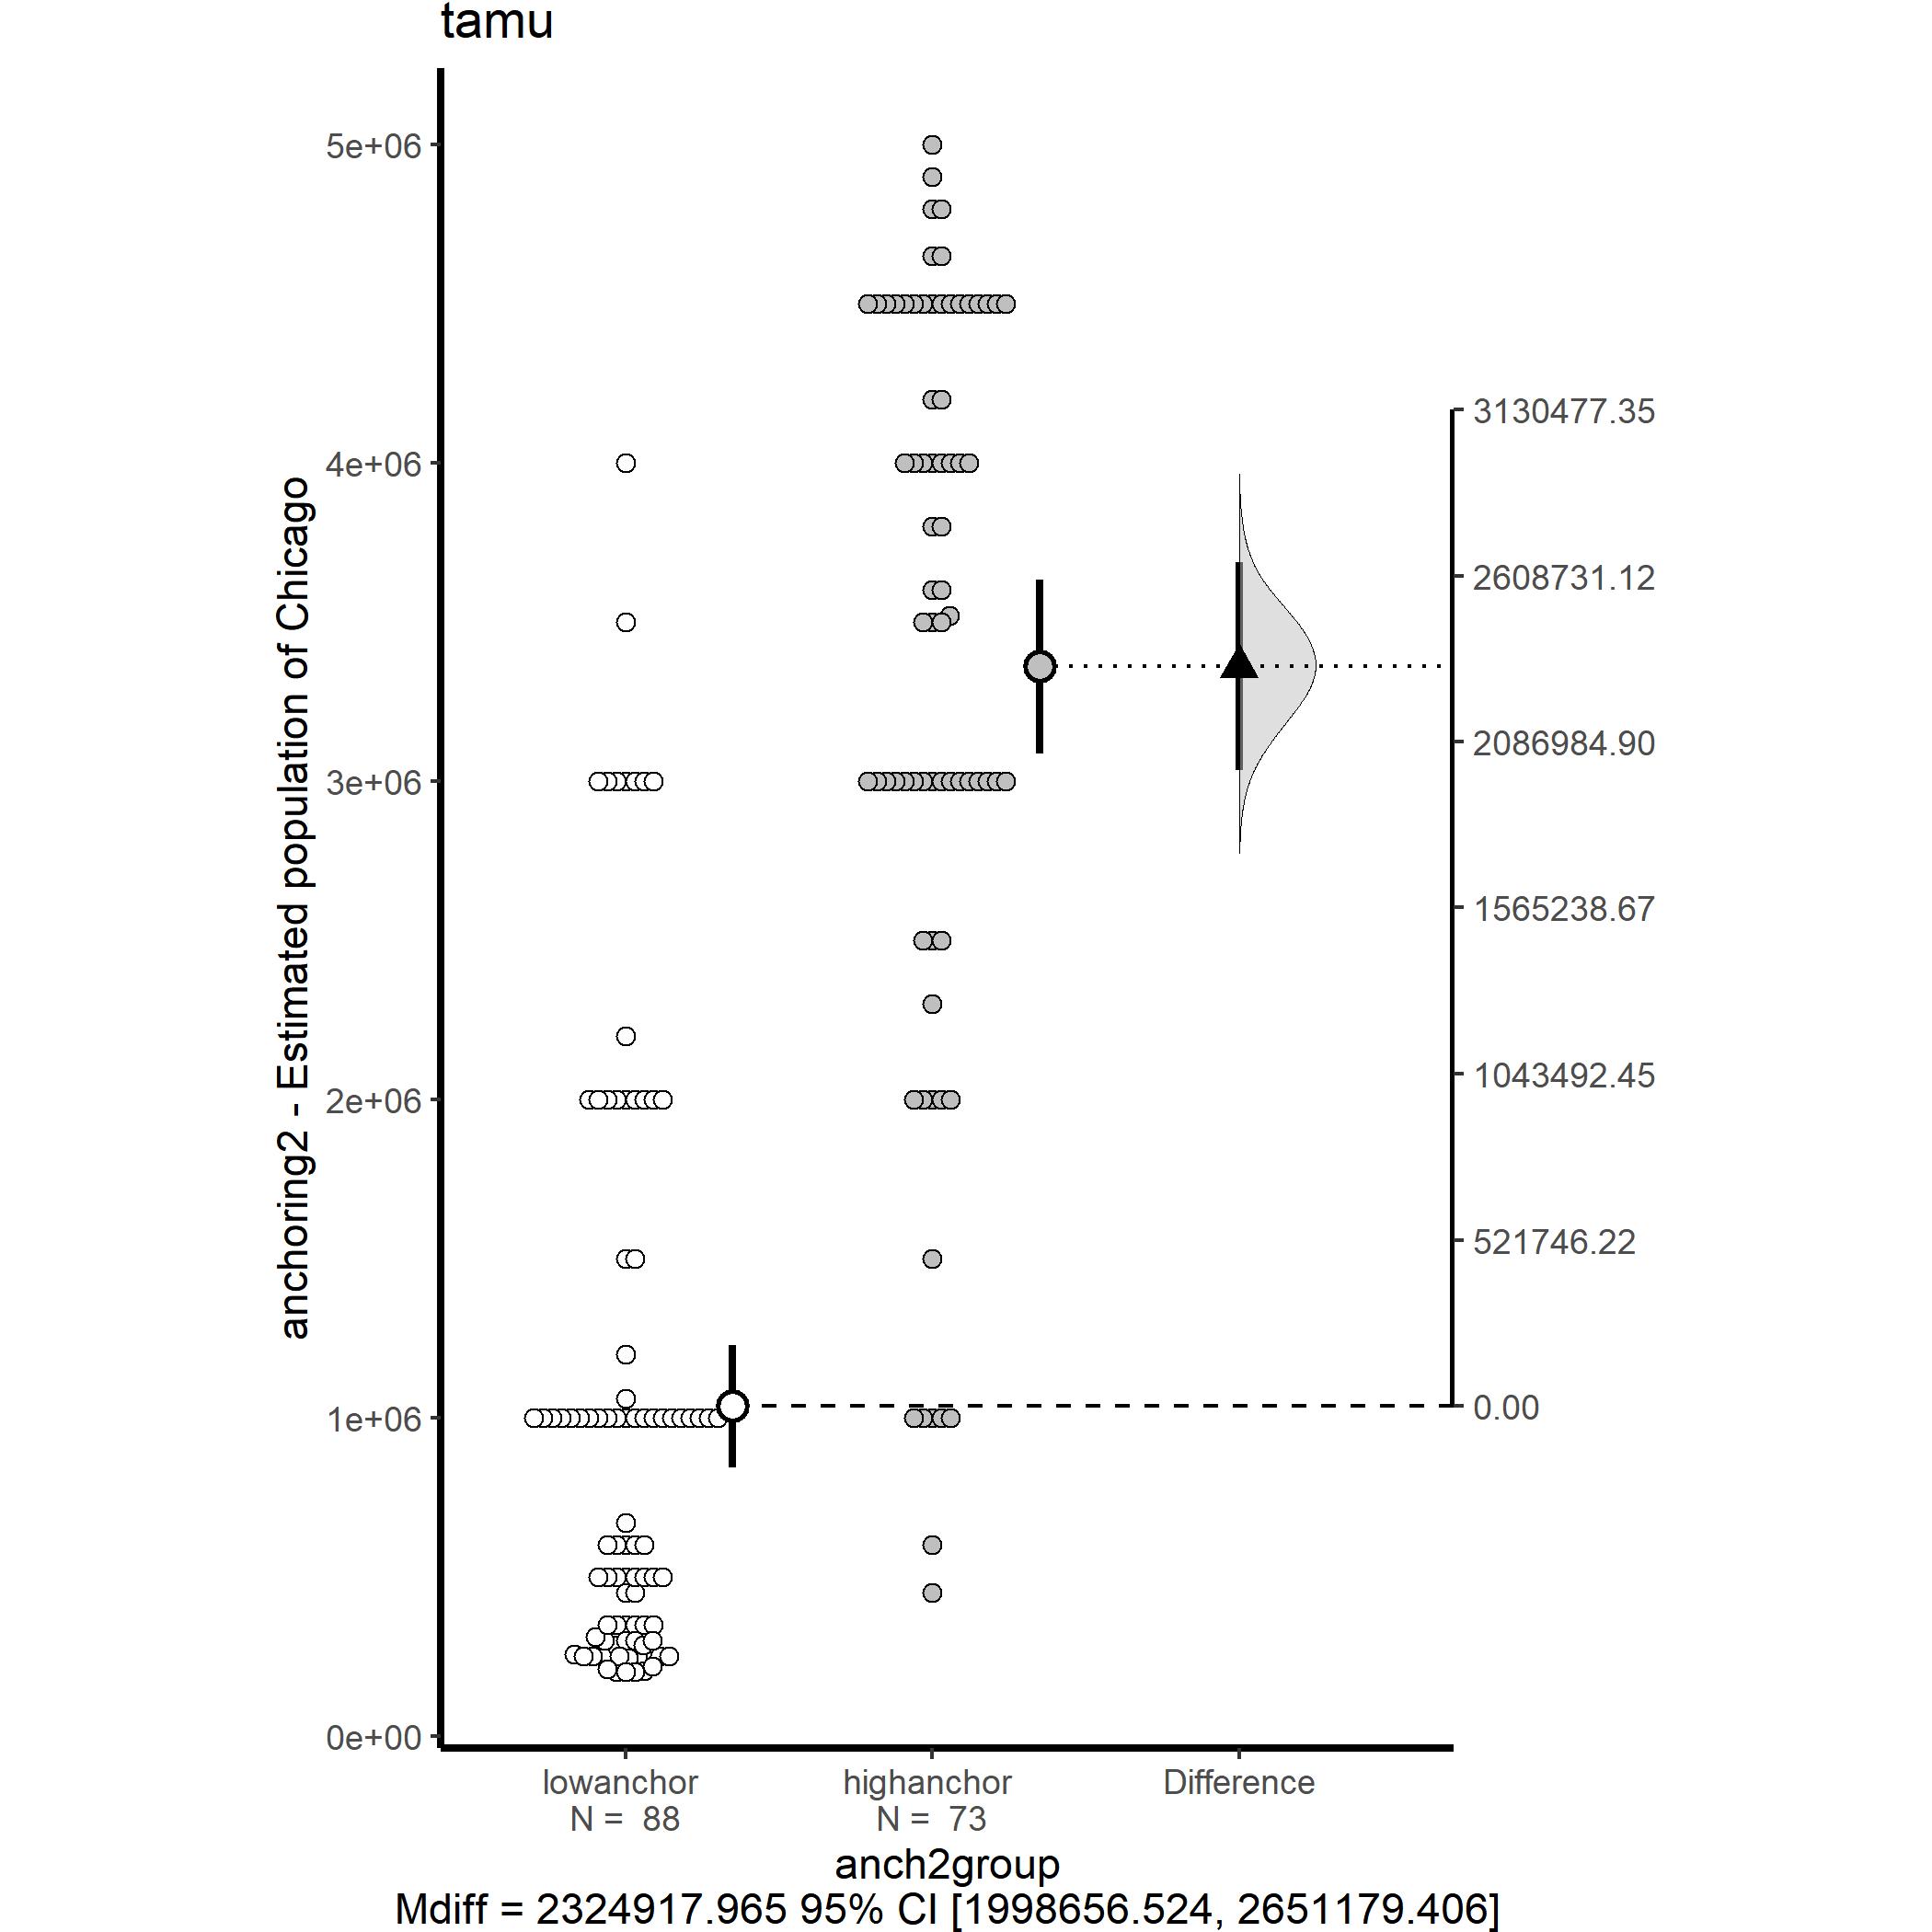 tamu
anchoring2 - Estimated population of Chicago
5e+06
4e+06
3e+06
2e+06
1e+06
0e+00
3130477.35
2608731.12
2086984.90
1565238.67
1043492.45
521746.22
0.00
lowanchor
N =  88
highanchor
N =  73
Difference
anch2group
Mdiff = 2324917.965 95% CI [1998656.524, 2651179.406]